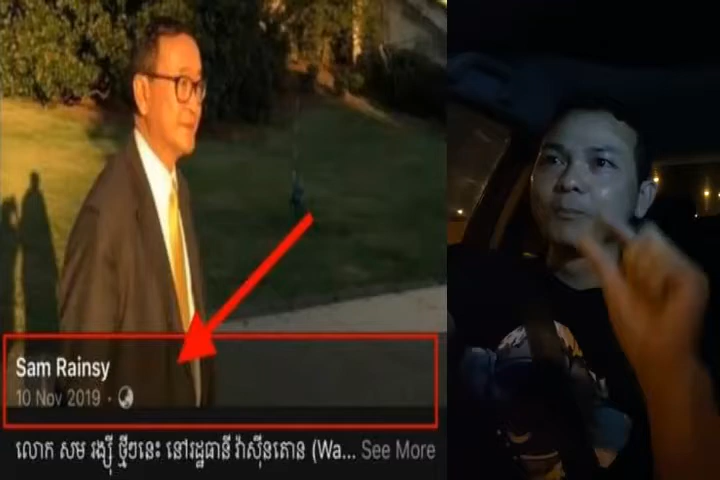 Sam Rainsy
10 Nov 2019 ·
លោក សម រង្ស៊ី ថ្មីៗនេះ នៅរដ្ឋធានី វ៉ាស៊ីនតោន (Wa... See More